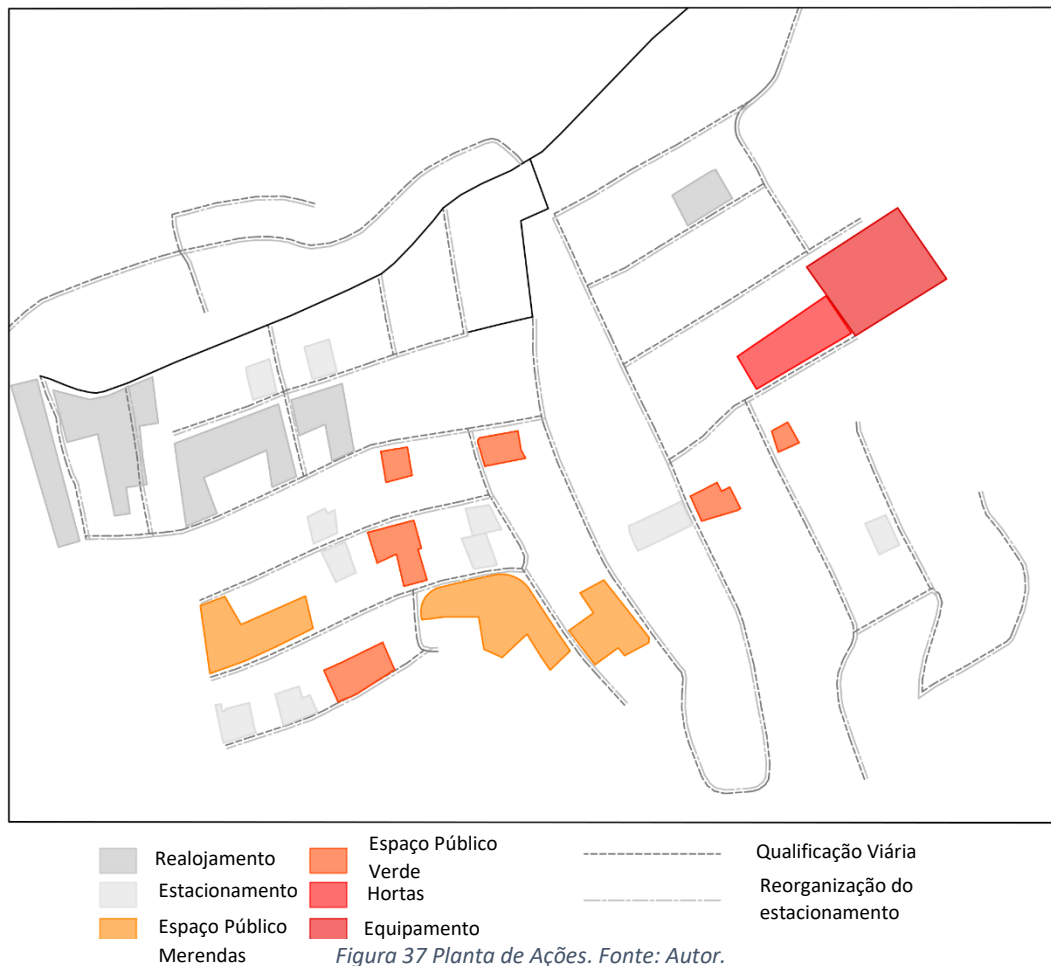 Realojamento
Estacionamento
Espaço Público
Merendas
Espaço Público
Verde
Hortas
Equipamento
Qualificação Viária
Reorganização do
estacionamento
Figura 37 Planta de Ações. Fonte: Autor.